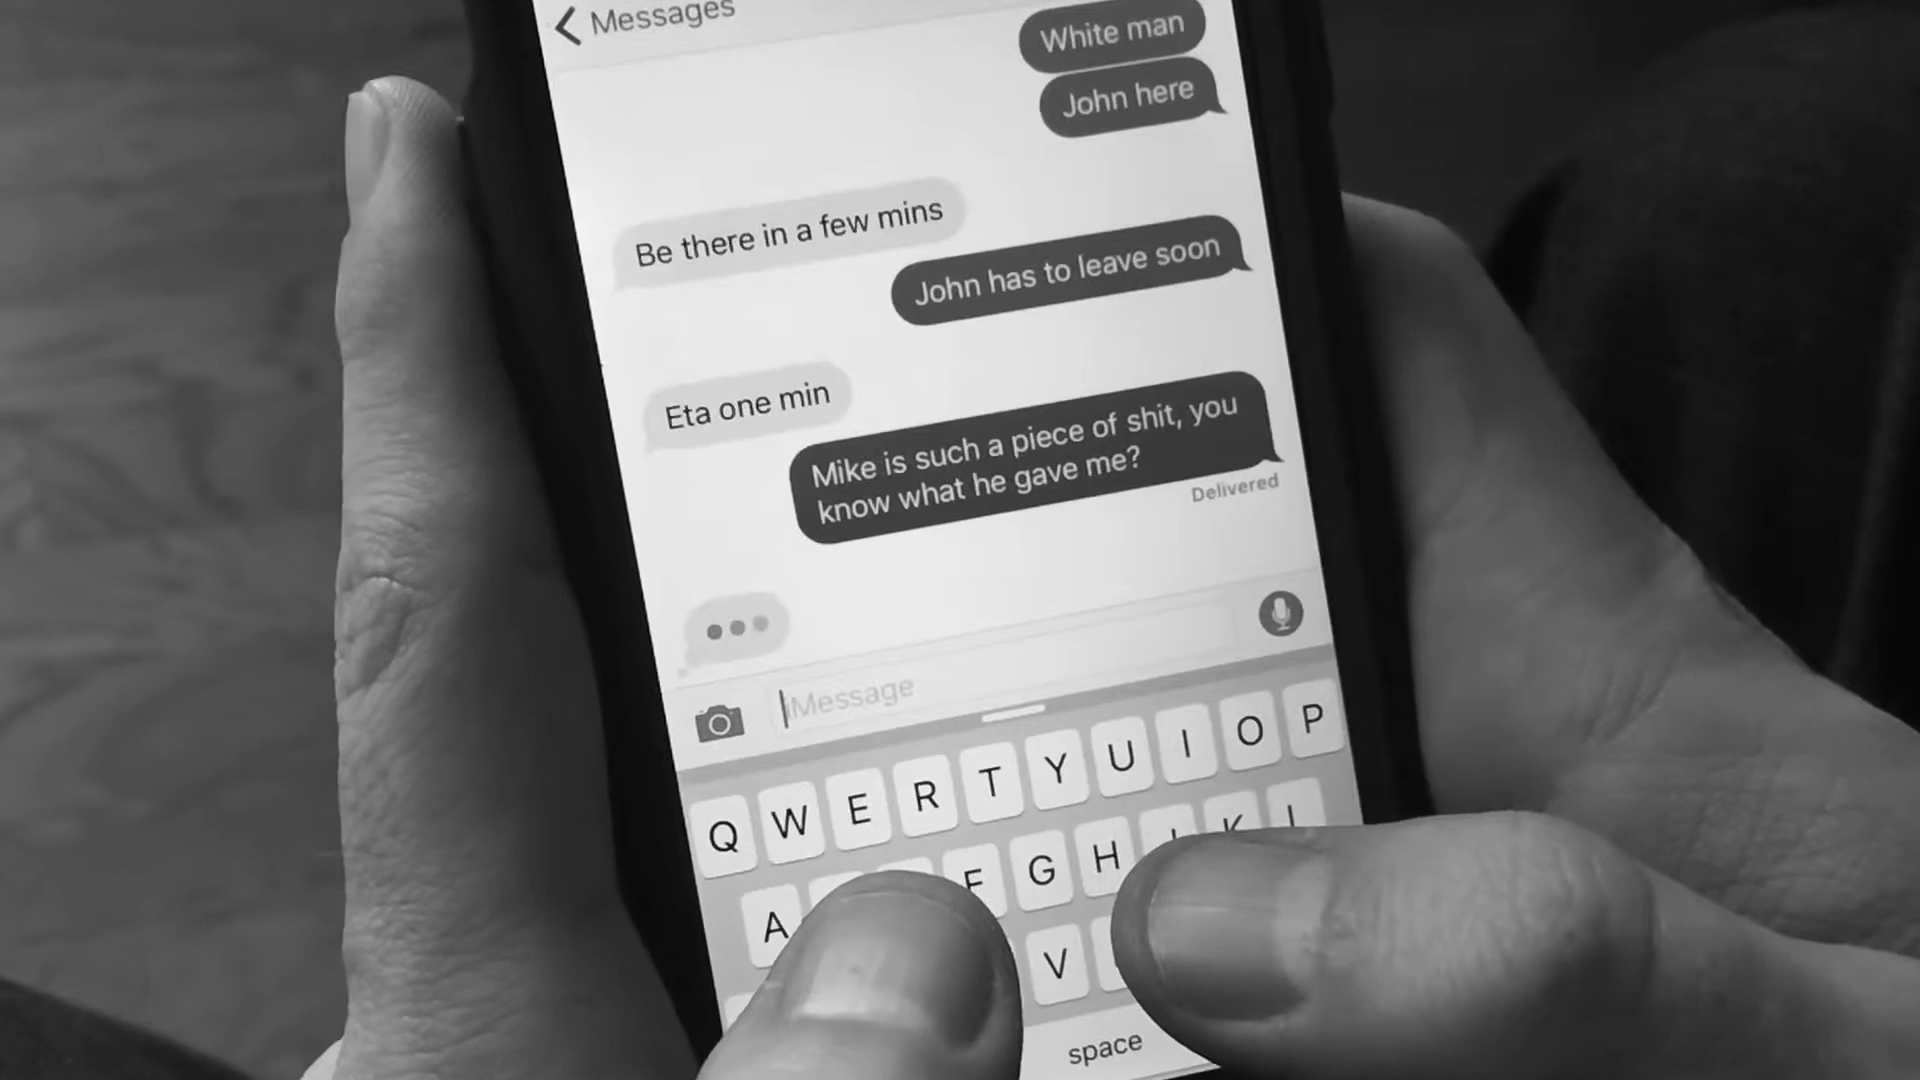 Messages
White man
John here
Be there in a few mins
John has to leave soon
Eta one min
Mike is such a piece of shit, you
know what he gave me?
Delivered
iMessage
Q W E R T Y U I O P
A F G H J K L
V
space